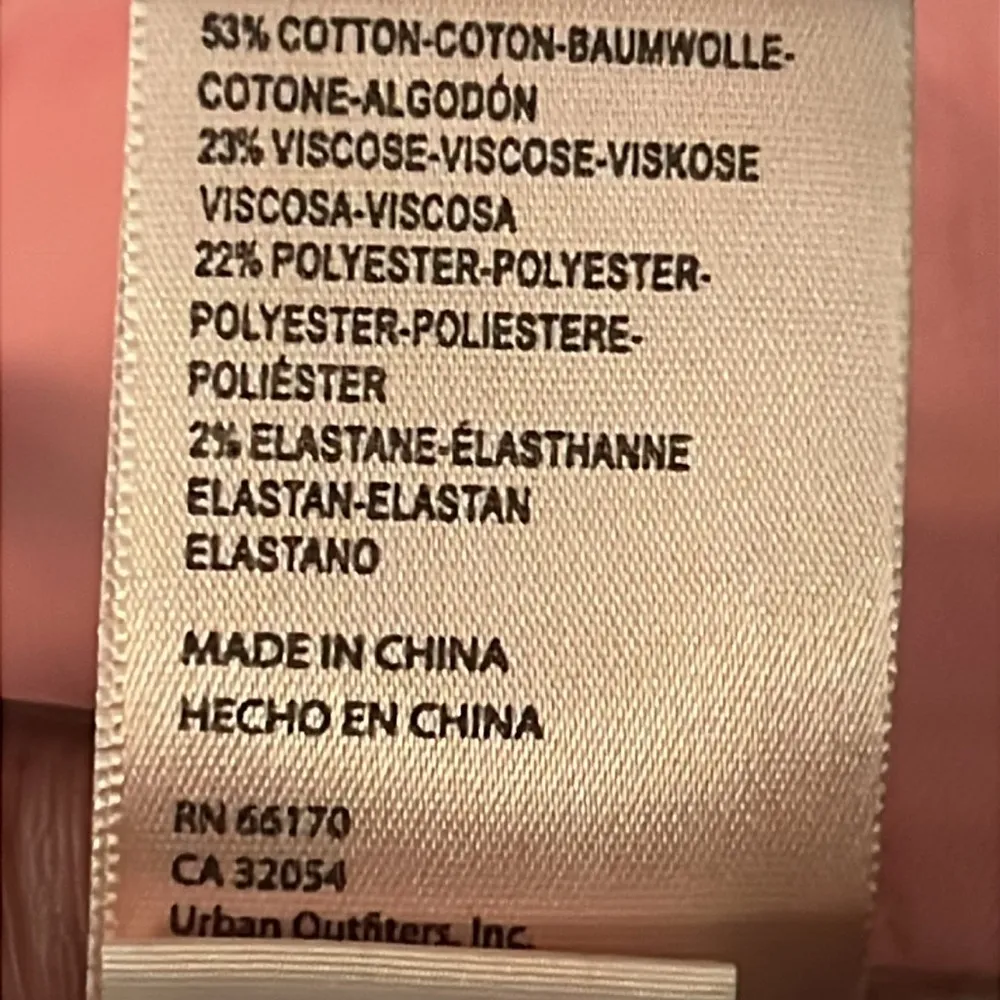 53% COTTON-COTON-BAUMWOLLE-
COTONE-ALGODÓN
23% VISCOSE-VISCOSE-VISKOSE
VISCOSA-VISCOSA
22% POLYESTER-POLYESTER-
POLYESTER-POLIESTERE-
POLIÉSTER
2% ELASTANE-ÉLASTHANNE
ELASTAN-ELASTAN
ELASTANO
MADE IN CHINA
HECHO EN CHINA
RN 66170
CA 32054
Urban Outfiters, Inc.